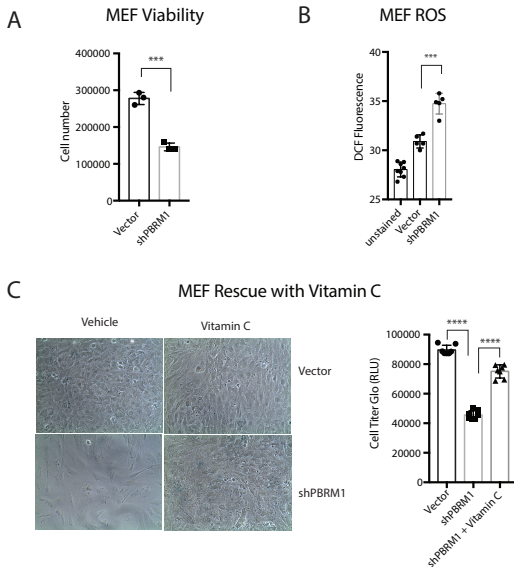 A
MEF Viability
***
400000
300000
200000
100000
0
Cell number
Vector
shPBRM1
B
MEF ROS
***
40
35
30
25
DCF Fluorescence
unstained
Vector
shPBRM1
C
MEF Rescue with Vitamin C
Vehicle
Vitamin C
Vector
shPBRM1
****
****
100000
80000
60000
40000
20000
0
Cell Titer Glo (RLU)
Vector
shPBRM1
shPBRM1 + Vitamin C